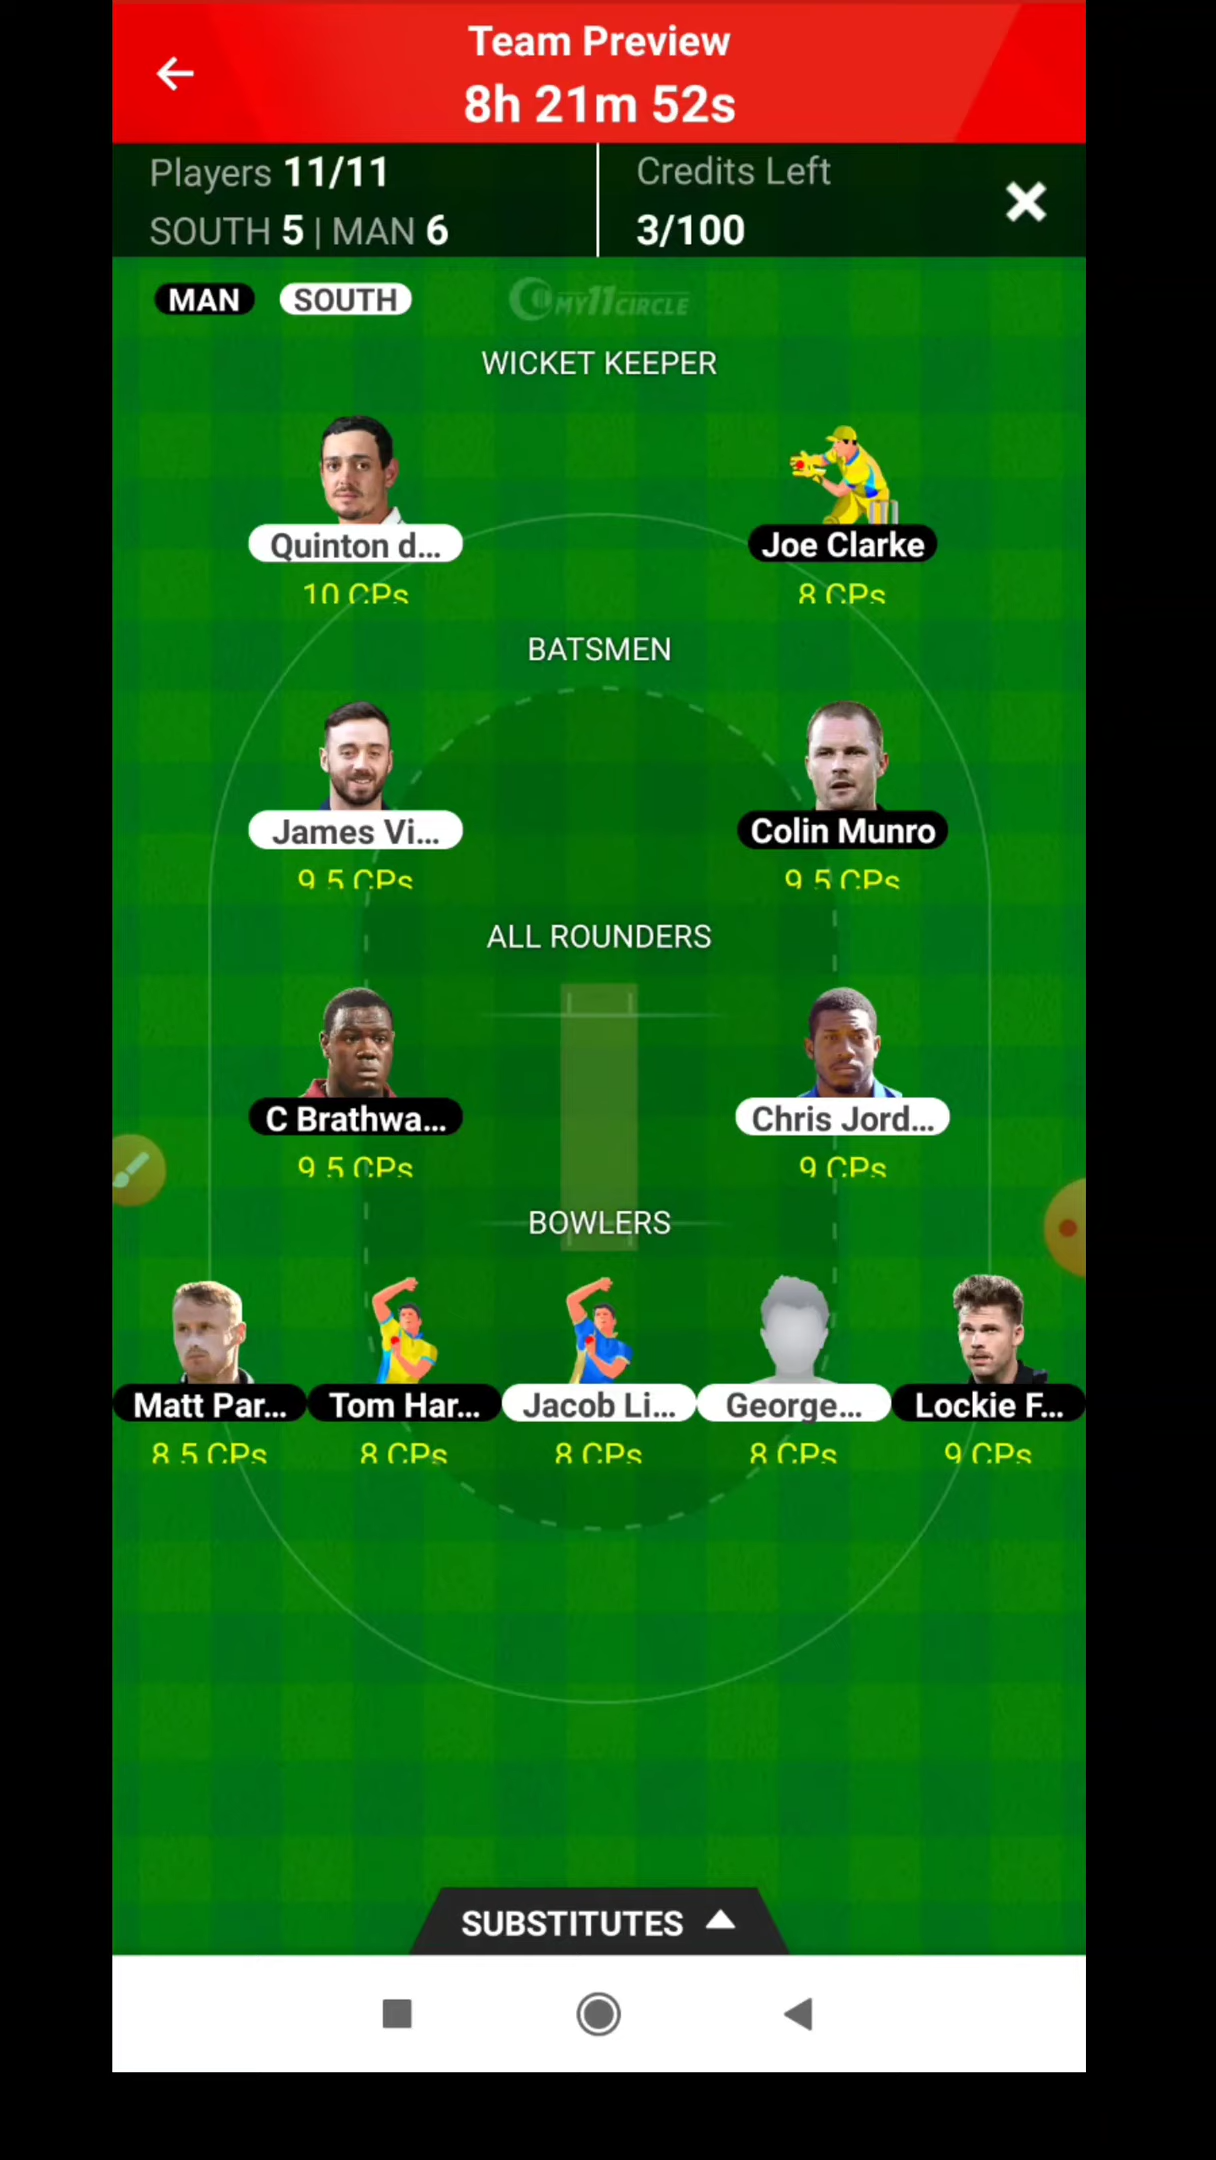 Team Preview
8h 21m 52s
Players 11/11
SOUTH 5 | MAN 6
Credits Left
3/100
MAN SOUTH
MY11CIRCLE
WICKET KEEPER
Quinton d... Joe Clarke
10 CPs 8 CPs
BATSMEN
James Vi... Colin Munro
9.5 CPs 9.5 CPs
ALL ROUNDERS
C Brathwa... Chris Jord...
9.5 CPs 9 CPs
BOWLERS
Matt Par... Tom Har... Jacob Li... George... Lockie F...
8.5 CPs 8 CPs 8 CPs 8 CPs 9 CPs
SUBSTITUTES